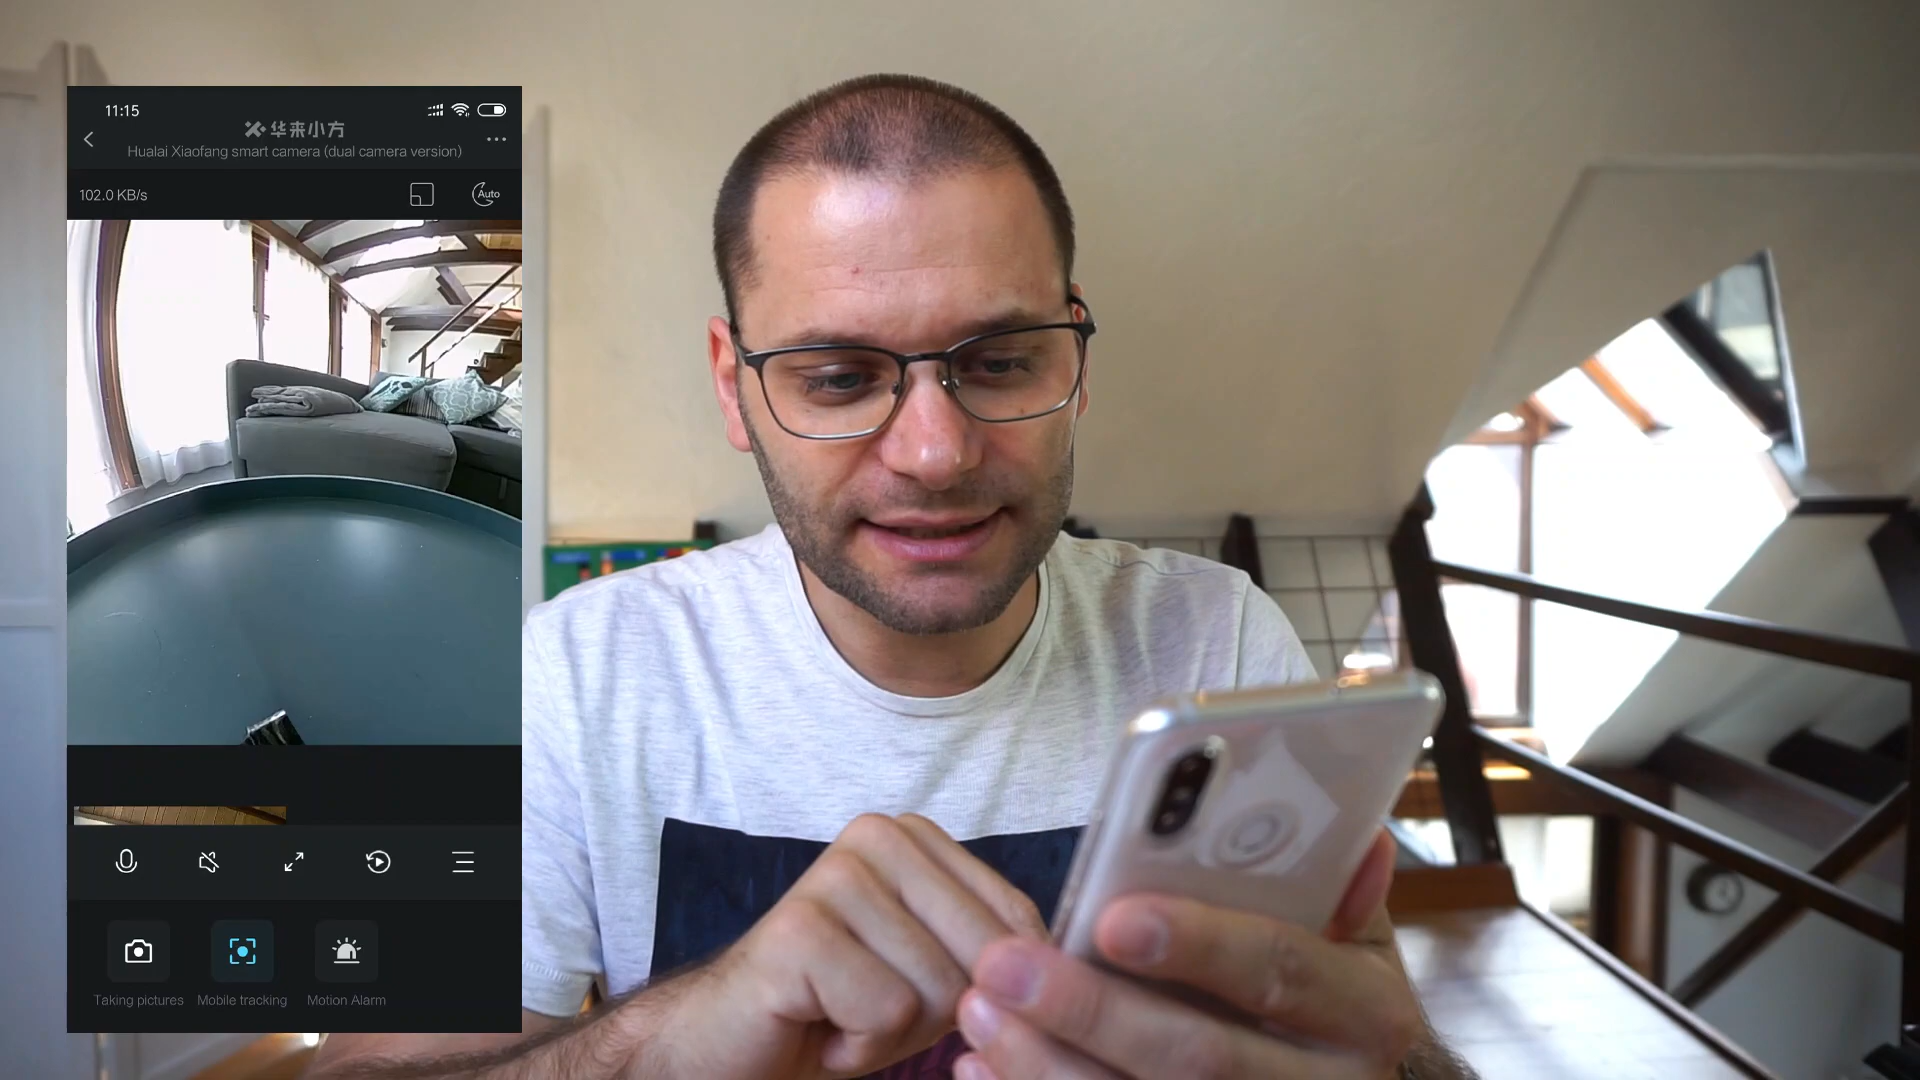 11:15
华来小方
Hualai Xiaofang smart camera (dual camera version)
102.0 KB/s
Auto
Taking pictures
Mobile tracking
Motion Alarm